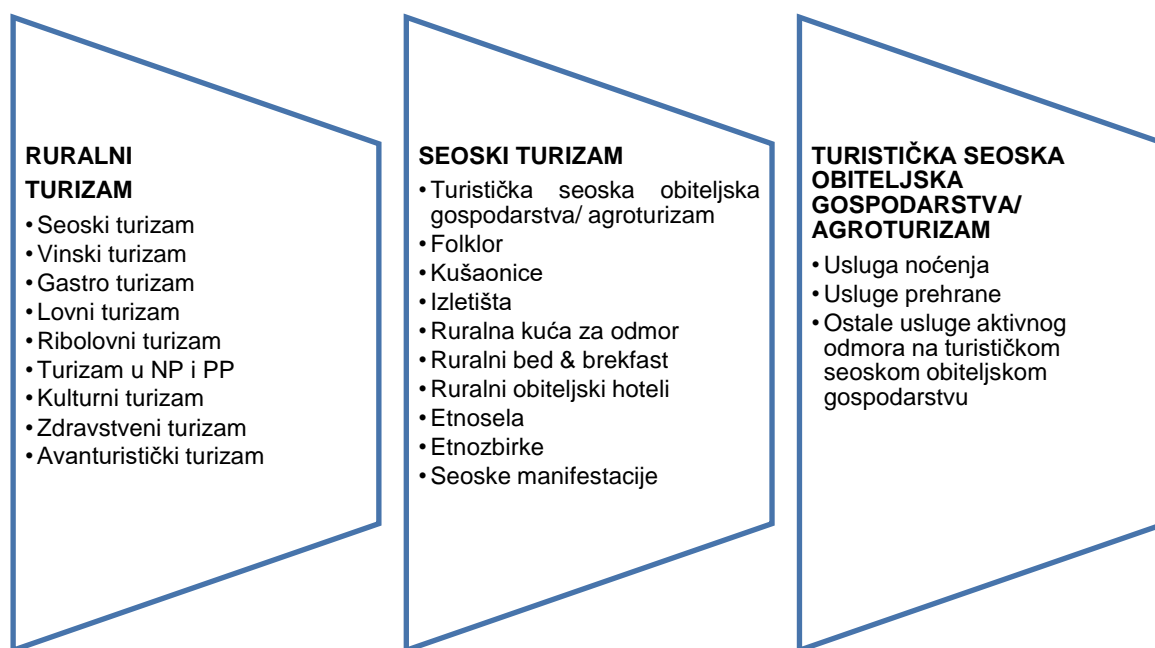 RURALNI
TURIZAM
• Seoski turizam
• Vinski turizam
• Gastro turizam
• Lovni turizam
• Ribolovni turizam
• Turizam u NP i PP
• Kulturni turizam
• Zdravstveni turizam
• Avanturistički turizam
SEOSKI TURIZAM
• Turistička seoska obiteljska
gospodarstva/ agroturizam
• Folklor
• Kušaonice
• Izletišta
• Ruralna kuća za odmor
• Ruralni bed & brekfast
• Ruralni obiteljski hoteli
• Etnosela
• Etnozbirke
• Seoske manifestacije
TURISTIČKA SEOSKA
OBITELJSKA
GOSPODARSTVA/
AGROTURIZAM
• Usluga noćenja
• Usluge prehrane
• Ostale usluge aktivnog
odmora na turističkom
seoskom obiteljskom
gospodarstvu